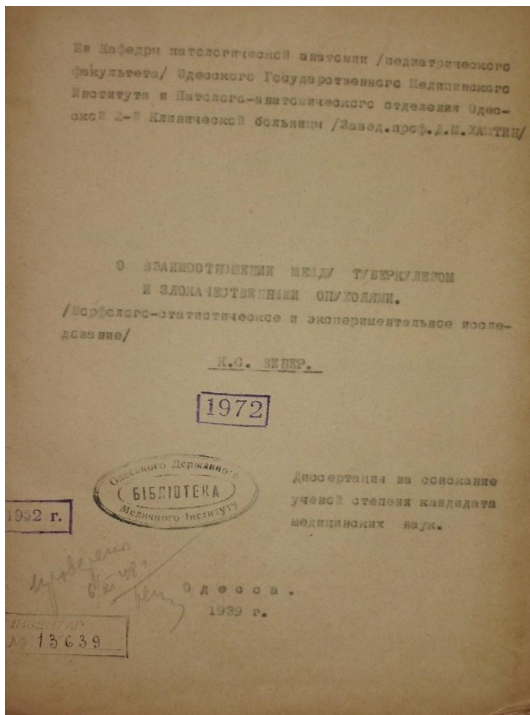 Из Кафедры патологической анатомии /педиатрического
факультета/ Одесского Государственного Медицинского
Института и Патолого-анатомического отделения Одес-
ской 2-й Клинической больницы /Завед.проф.Д.М.ХАЮТИН/
О ВЗАИМООТНОШЕНИИ МЕЖДУ ТУБЕРКУЛЕЗОМ
И ЗЛОКАЧЕСТВЕННЫМИ ОПУХОЛЯМИ.
/Морфолого-статистическое и экспериментальное иссле-
дование/
К.С.
1972
Одеського Державного
БІБЛІОТЕКА
Медичного Інституту
Диссертация на соискание
ученой степени кандидата
медицинских наук.
1952 г.
проверено
Одесса.
1939 г.
13639